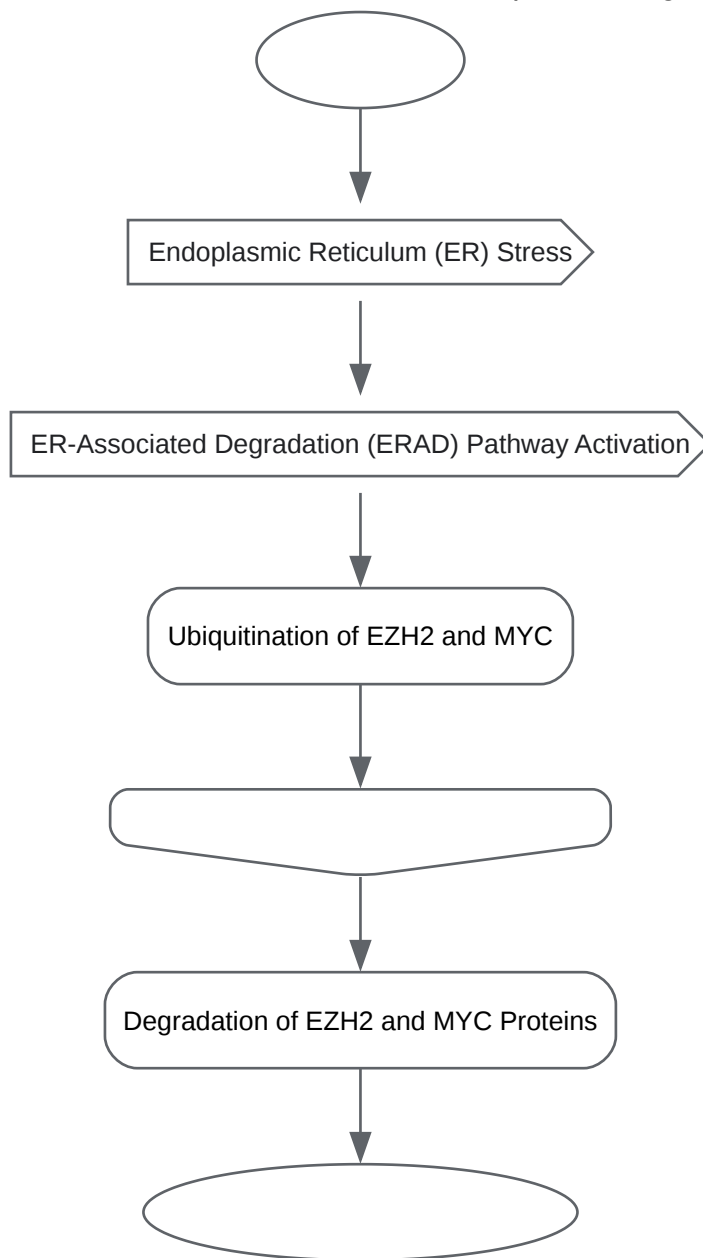 Endoplasmic Reticulum (ER) Stress
ER-Associated Degradation (ERAD) Pathway Activation
Ubiquitination of EZH2 and MYC
Degradation of EZH2 and MYC Proteins